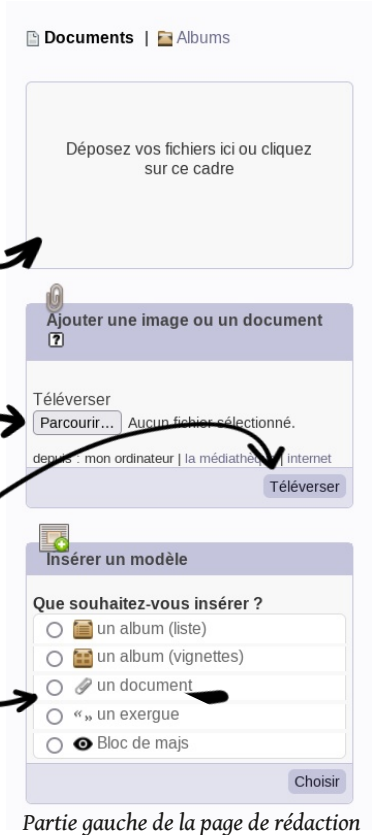 Documents | Albums
Déposez vos fichiers ici ou cliquez
sur ce cadre
Ajouter une image ou un document
?
Téléverser
Parcourir... Aucun fichier sélectionné.
depuis : mon ordinateur | la médiathèque | internet
Téléverser
Insérer un modèle
Que souhaitez-vous insérer ?
un album (liste)
un album (vignettes)
un document
«» un exergue
Bloc de majs
Choisir
Partie gauche de la page de rédaction